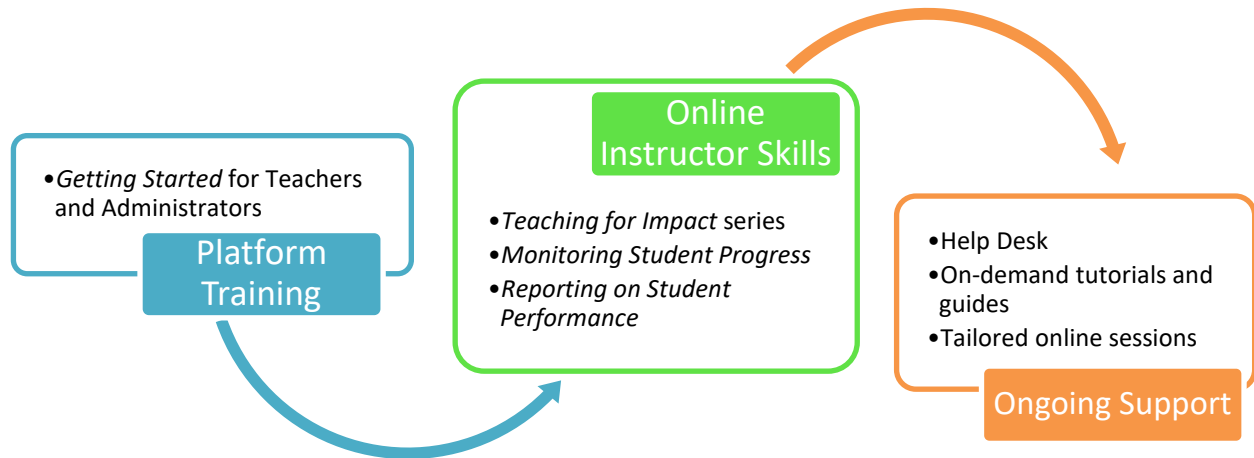 •Getting Started for Teachers
and Administrators
Platform
Training
Online
Instructor Skills
•Teaching for Impact series
•Monitoring Student Progress
•Reporting on Student
Performance
•Help Desk
•On-demand tutorials and
guides
•Tailored online sessions
Ongoing Support